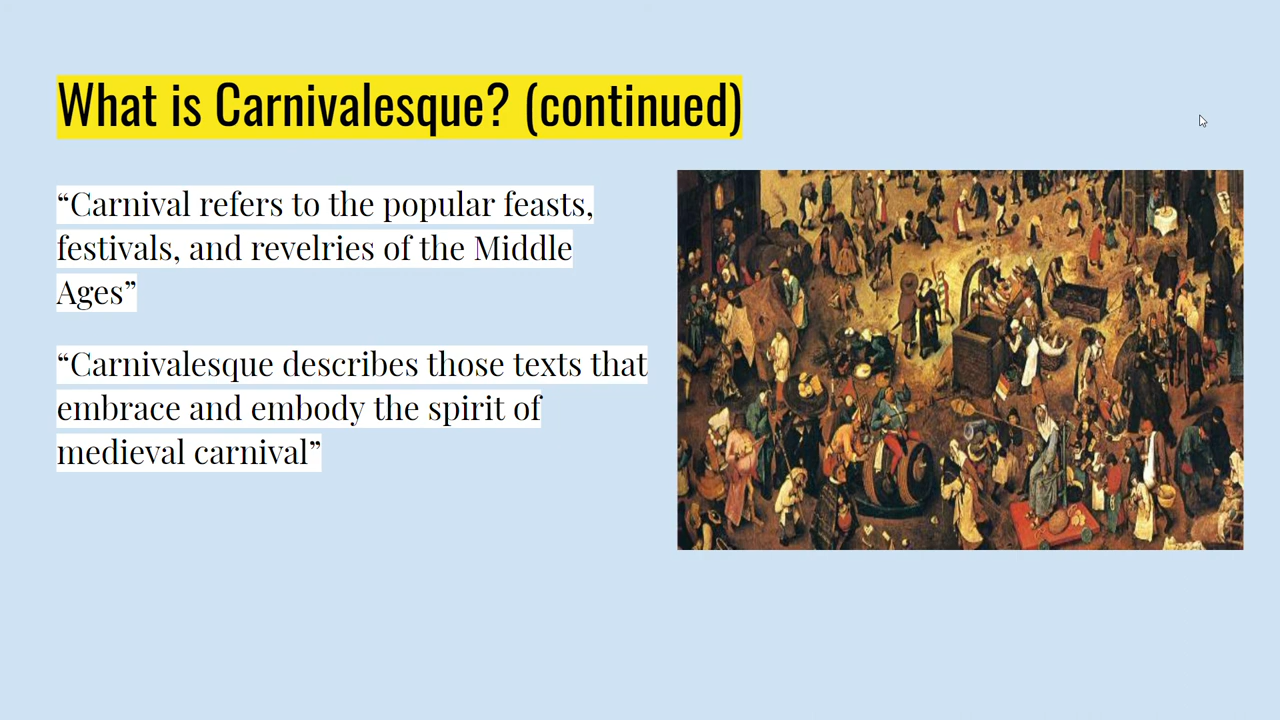 What is Carnivalesque? (continued)
“Carnival refers to the popular feasts,
festivals, and revelries of the Middle
Ages”
“Carnivalesque describes those texts that
embrace and embody the spirit of
medieval carnival”